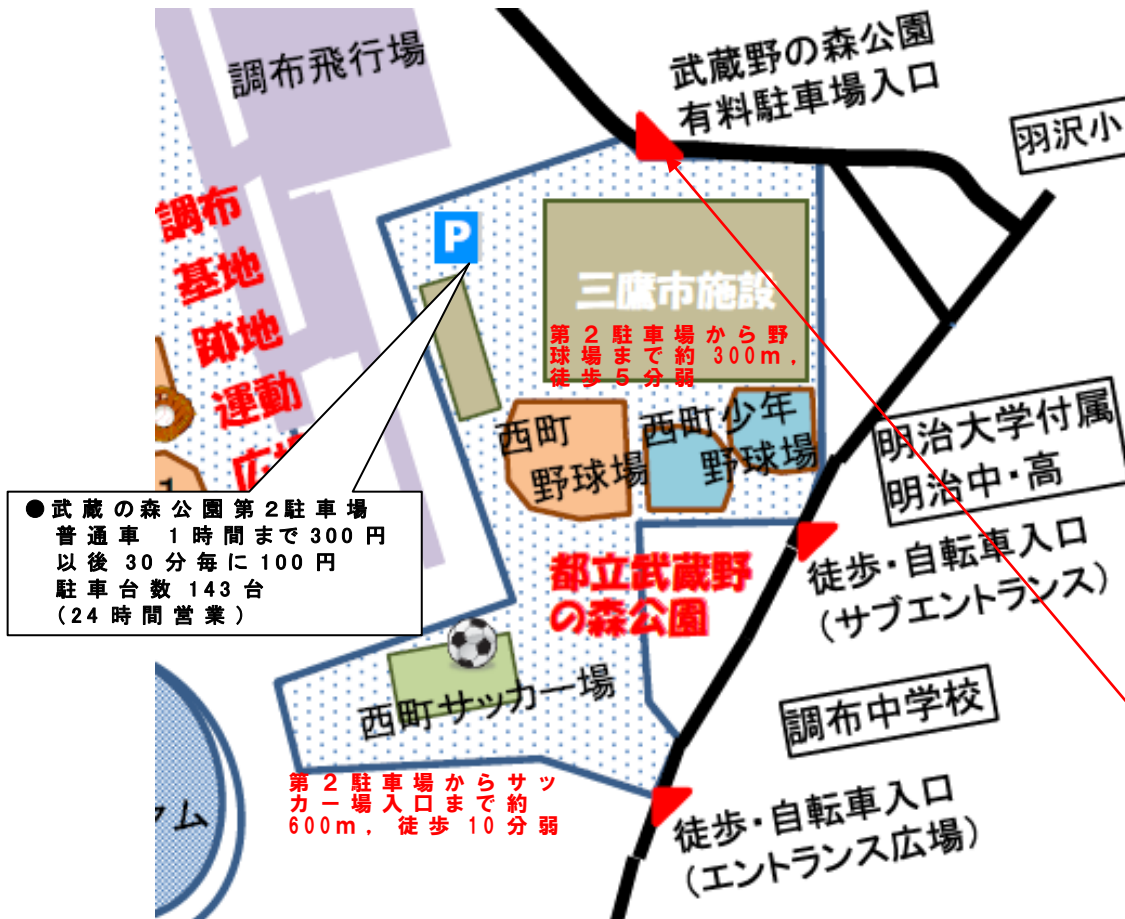 調布飛行場
武蔵野の森公園
有料駐車場入口
羽沢小
調布
基地
跡地
運動
広場
P
三鷹市施設
第2駐車場から野
球場まで約 300m,
徒歩5分弱
西町
野球場
西町少年
野球場
明治大学付属
明治中・高
1
●武蔵の森公園第2駐車場
普通車 1時間まで300円
以後 30分毎に100円
駐車台数 143台
(24時間営業)
都立武蔵野
の森公園
徒歩・自転車入口
(サブエントランス)
西町サッカー場
調布中学校
第2駐車場からサッ
カー場入口まで約
600m, 徒歩10分弱
ム
徒歩・自転車入口
(エントランス広場)